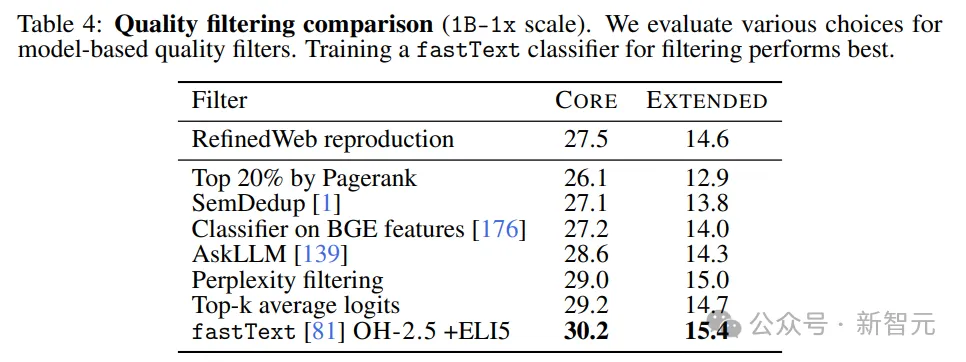 Table 4: Quality filtering comparison (1B-1x scale). We evaluate various choices for
model-based quality filters. Training a fastText classifier for filtering performs best.
Filter CORE EXTENDED
RefinedWeb reproduction 27.5 14.6
Top 20% by Pagerank 26.1 12.9
SemDedup [1] 27.1 13.8
Classifier on BGE features [176] 27.2 14.0
AskLLM [139] 28.6 14.3
Perplexity filtering 29.0 15.0
Top-k average logits 29.2 14.7
fastText [81] OH-2.5 +ELI5 30.2 15.4
公众号·新智元